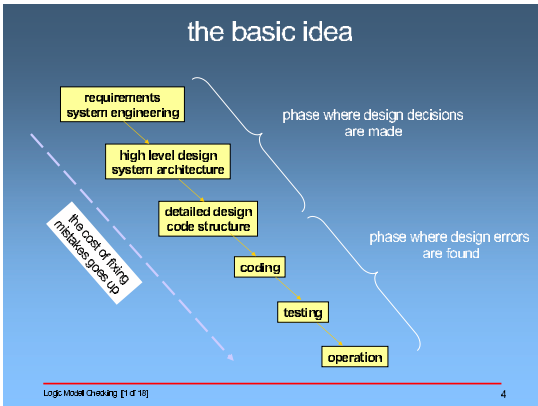 the basic idea
requirements
system engineering
phase where design decisions
are made
high level design
system architecture
detailed design
code structure
the cost of fixing
mistakes goes up
phase where design errors
are found
coding
testing
operation
Logic Model Checking [1 of 18]
4